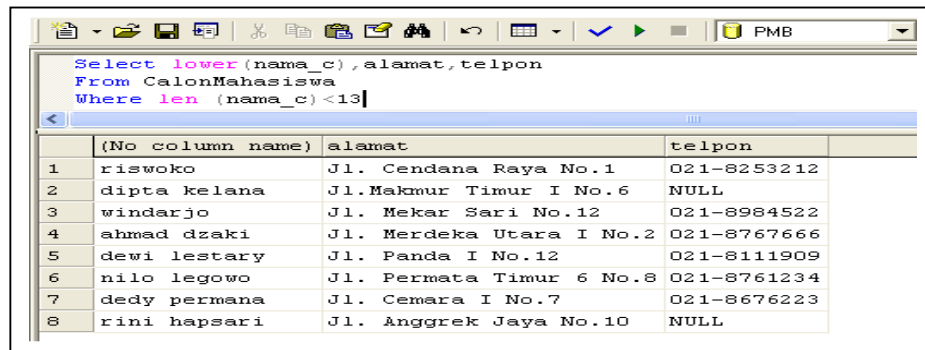 PMB
Select lower(nama_c),alamat,telpon
From CalonMahasiswa
Where len (nama_c)<13
(No column name) alamat telpon
1 riswoko Jl. Cendana Raya No.1 021-8253212
2 dipta kelana Jl.Makmur Timur I No.6 NULL
3 windarjo Jl. Mekar Sari No.12 021-8984522
4 ahmad dzaki Jl. Merdeka Utara I No.2 021-8767666
5 dewi lestary Jl. Panda I No.12 021-8111909
6 nilo legowo Jl. Permata Timur 6 No.8 021-8761234
7 dedy permana Jl. Cemara I No.7 021-8676223
8 rini hapsari Jl. Anggrek Jaya No.10 NULL